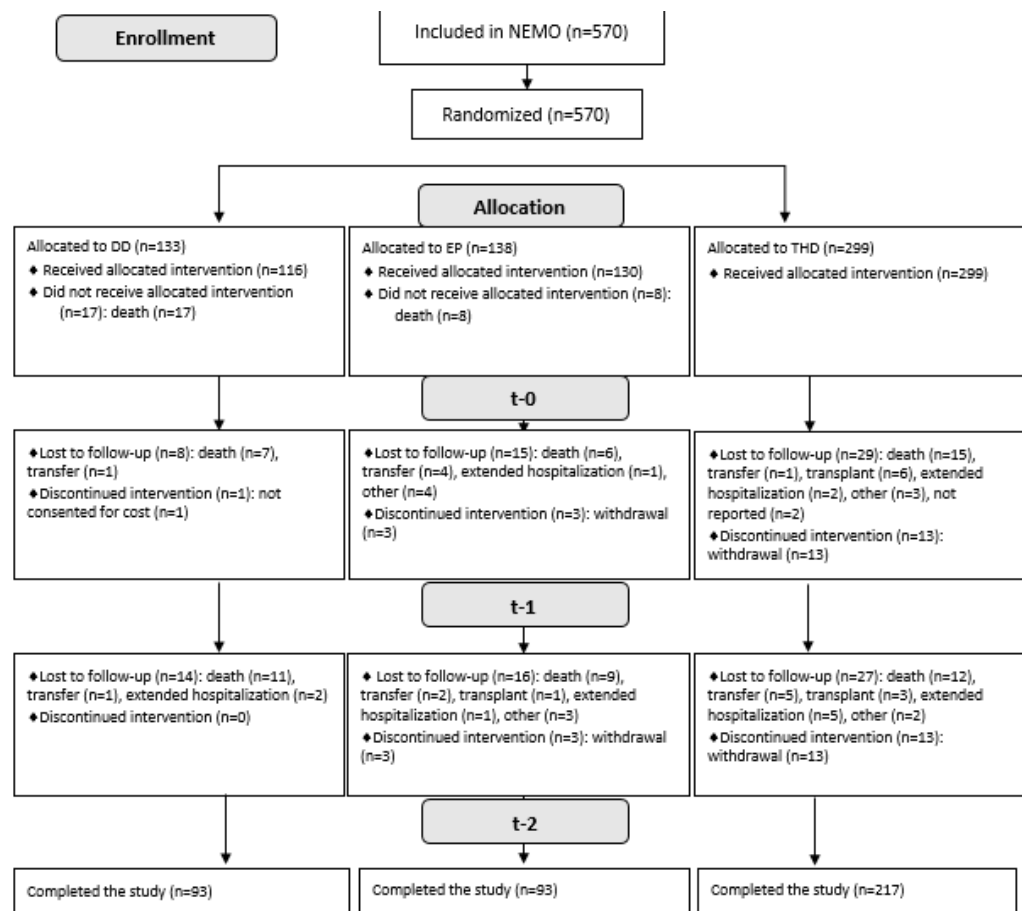 Enrollment
Included in NEMO (n=570)
Randomized (n=570)
Allocation
Allocated to DD (n=133)
♦ Received allocated intervention (n=116)
♦ Did not receive allocated intervention
(n=17): death (n=17)
Allocated to EP (n=138)
♦ Received allocated intervention (n=130)
♦ Did not receive allocated intervention (n=8):
death (n=8)
Allocated to THD (n=299)
♦ Received allocated intervention (n=299)
t-0
♦Lost to follow-up (n=8): death (n=7),
transfer (n=1)
♦Discontinued intervention (n=1): not
consented for cost (n=1)
♦Lost to follow-up (n=15): death (n=6),
transfer (n=4), extended hospitalization (n=1),
other (n=4)
♦Discontinued intervention (n=3): withdrawal
(n=3)
♦Lost to follow-up (n=29): death (n=15),
transfer (n=1), transplant (n=6), extended
hospitalization (n=2), other (n=3), not
reported (n=2)
♦Discontinued intervention (n=13):
withdrawal (n=13)
t-1
♦Lost to follow-up (n=14): death (n=11),
transfer (n=1), extended hospitalization (n=2)
♦Discontinued intervention (n=0)
♦Lost to follow-up (n=16): death (n=9),
transfer (n=2), transplant (n=1), extended
hospitalization (n=1), other (n=3)
♦Discontinued intervention (n=3): withdrawal
(n=3)
♦Lost to follow-up (n=27): death (n=12),
transfer (n=5), transplant (n=3), extended
hospitalization (n=5), other (n=2)
♦Discontinued intervention (n=13):
withdrawal (n=13)
t-2
Completed the study (n=93)
Completed the study (n=93)
Completed the study (n=217)